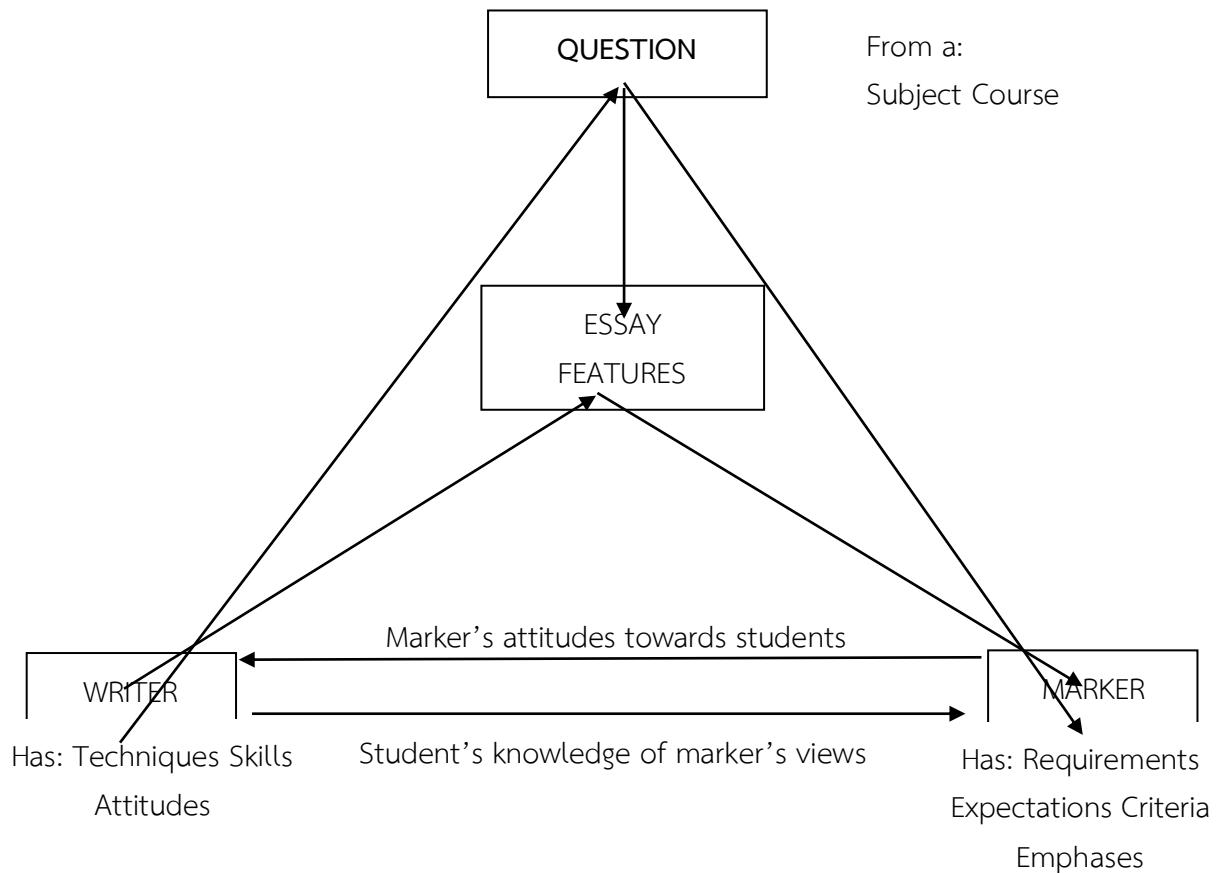 QUESTION
From a:
Subject Course
ESSAY
FEATURES
Marker’s attitudes towards students
WRITER
MARKER
Student’s knowledge of marker’s views
Has: Techniques Skills
Attitudes
Has: Requirements
Expectations Criteria
Emphases